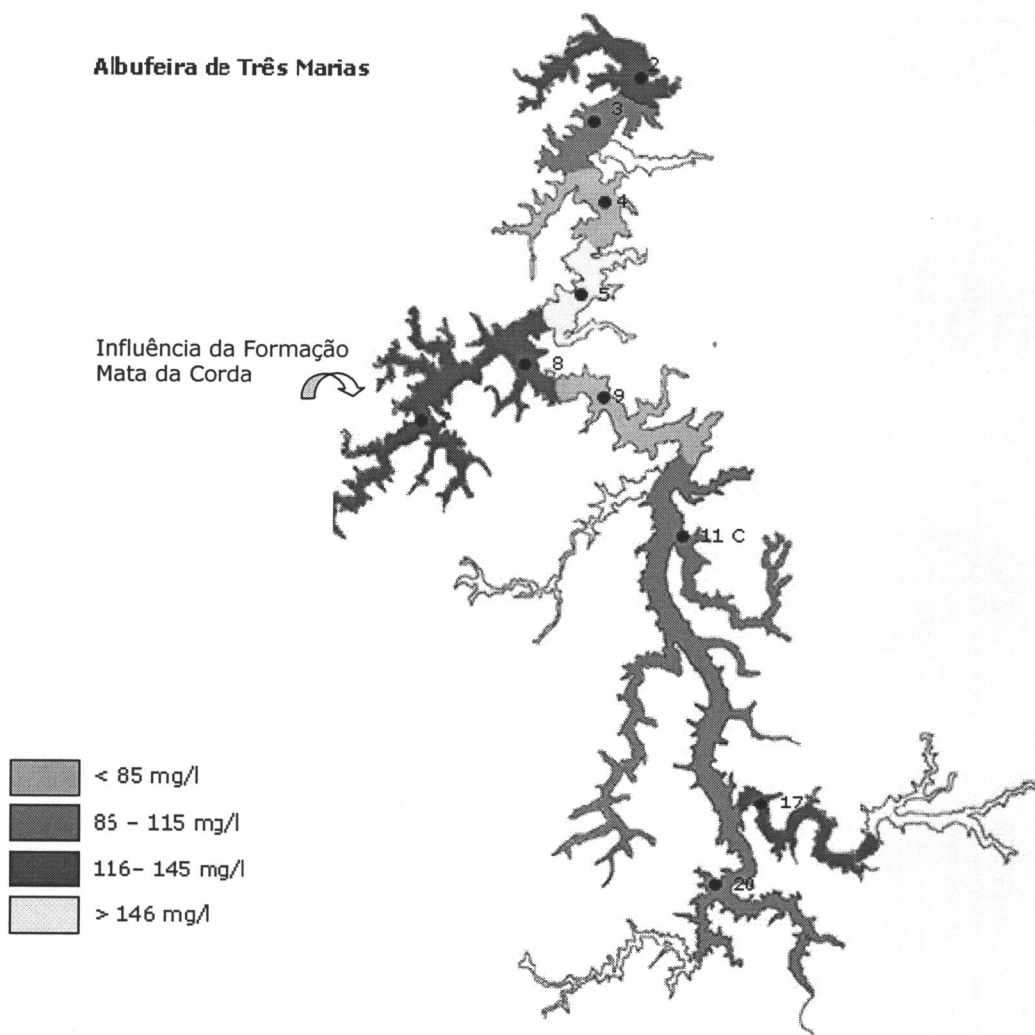 Albufeira de Três Marias
2
3
4
5
Influência da Formação
Mata da Corda
8
9
11 C
17
20
< 85 mg/l
86 – 115 mg/l
116– 145 mg/l
> 146 mg/l